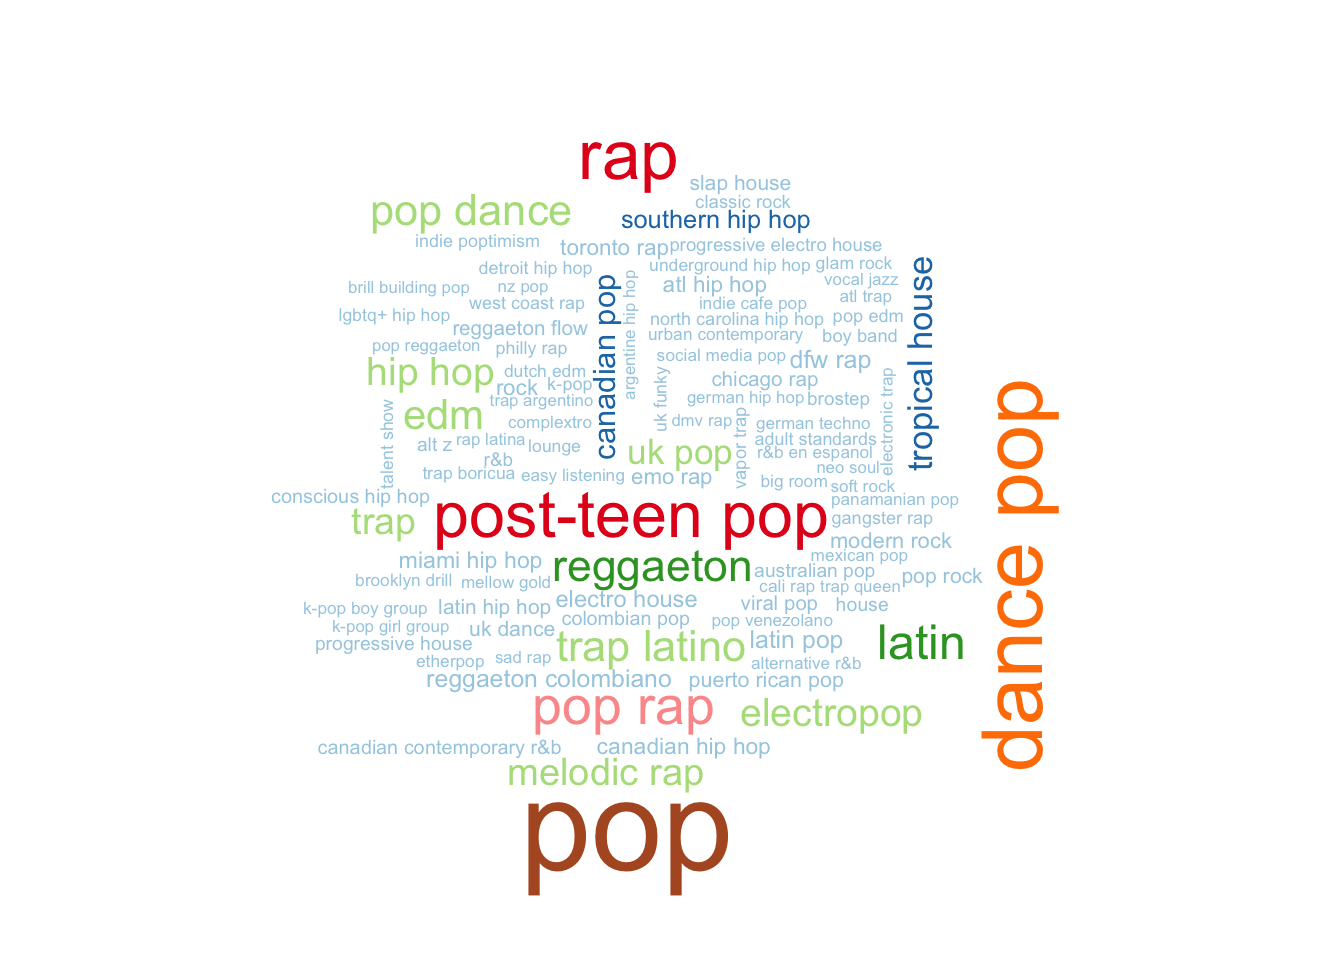 rap
slap house
classic rock
pop dance
southern hip hop
indie poptimism
toronto rap
progressive electro house
detroit hip hop
underground hip hop
glam rock
brill building pop
nz pop
atl hip hop
vocal jazz
atl trap
west coast rap
indie cafe pop
lgbtq+ hip hop
reggaeton flow
canadian pop
argentine hip hop
north carolina hip hop
pop edm
urban contemporary
boy band
tropical house
pop reggaeton
philly rap
social media pop
dfw rap
hip hop
dutch edm
rock
k-pop
chicago rap
uk funky
trap argentino
german hip hop
brostep
electronic trap
edm
complextro
dmv rap
vapor trap
german techno
talent show
alt z
rap latina
lounge
uk pop
adult standards
r&b
r&b en espanol
neo soul
trap boricua
easy listening
emo rap
big room
soft rock
conscious hip hop
panamanian pop
trap
post-teen pop
gangster rap
modern rock
dance pop
miami hip hop
reggaeton
mexican pop
australian pop
pop rock
brooklyn drill
mellow gold
cali rap
trap queen
k-pop boy group
latin hip hop
electro house
viral pop
house
colombian pop
pop venezolano
k-pop girl group
uk dance
progressive house
trap latino
latin pop
latin
etherpop
sad rap
alternative r&b
reggaeton colombiano
puerto rican pop
pop rap
electropop
canadian contemporary r&b
canadian hip hop
melodic rap
pop